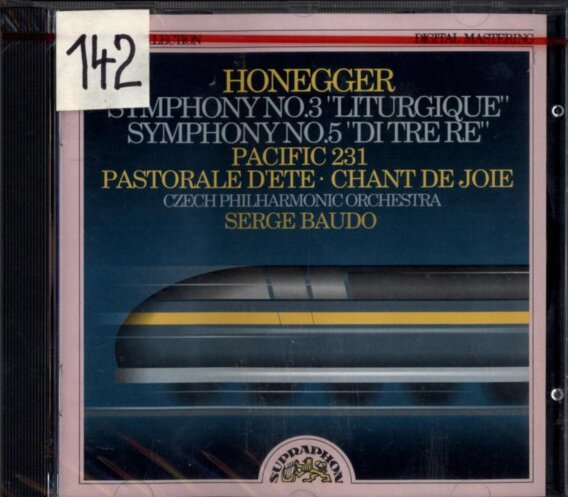 142
LECTION
DIGITAL MASTERING
HONEGGER
SYMPHONY NO.3 "LITURGIQUE"
SYMPHONY NO.5 "DI TRE RE"
PACIFIC 231
PASTORALE D'ETE · CHANT DE JOIE
CZECH PHILHARMONIC ORCHESTRA
SERGE BAUDO
SUPRAPHON